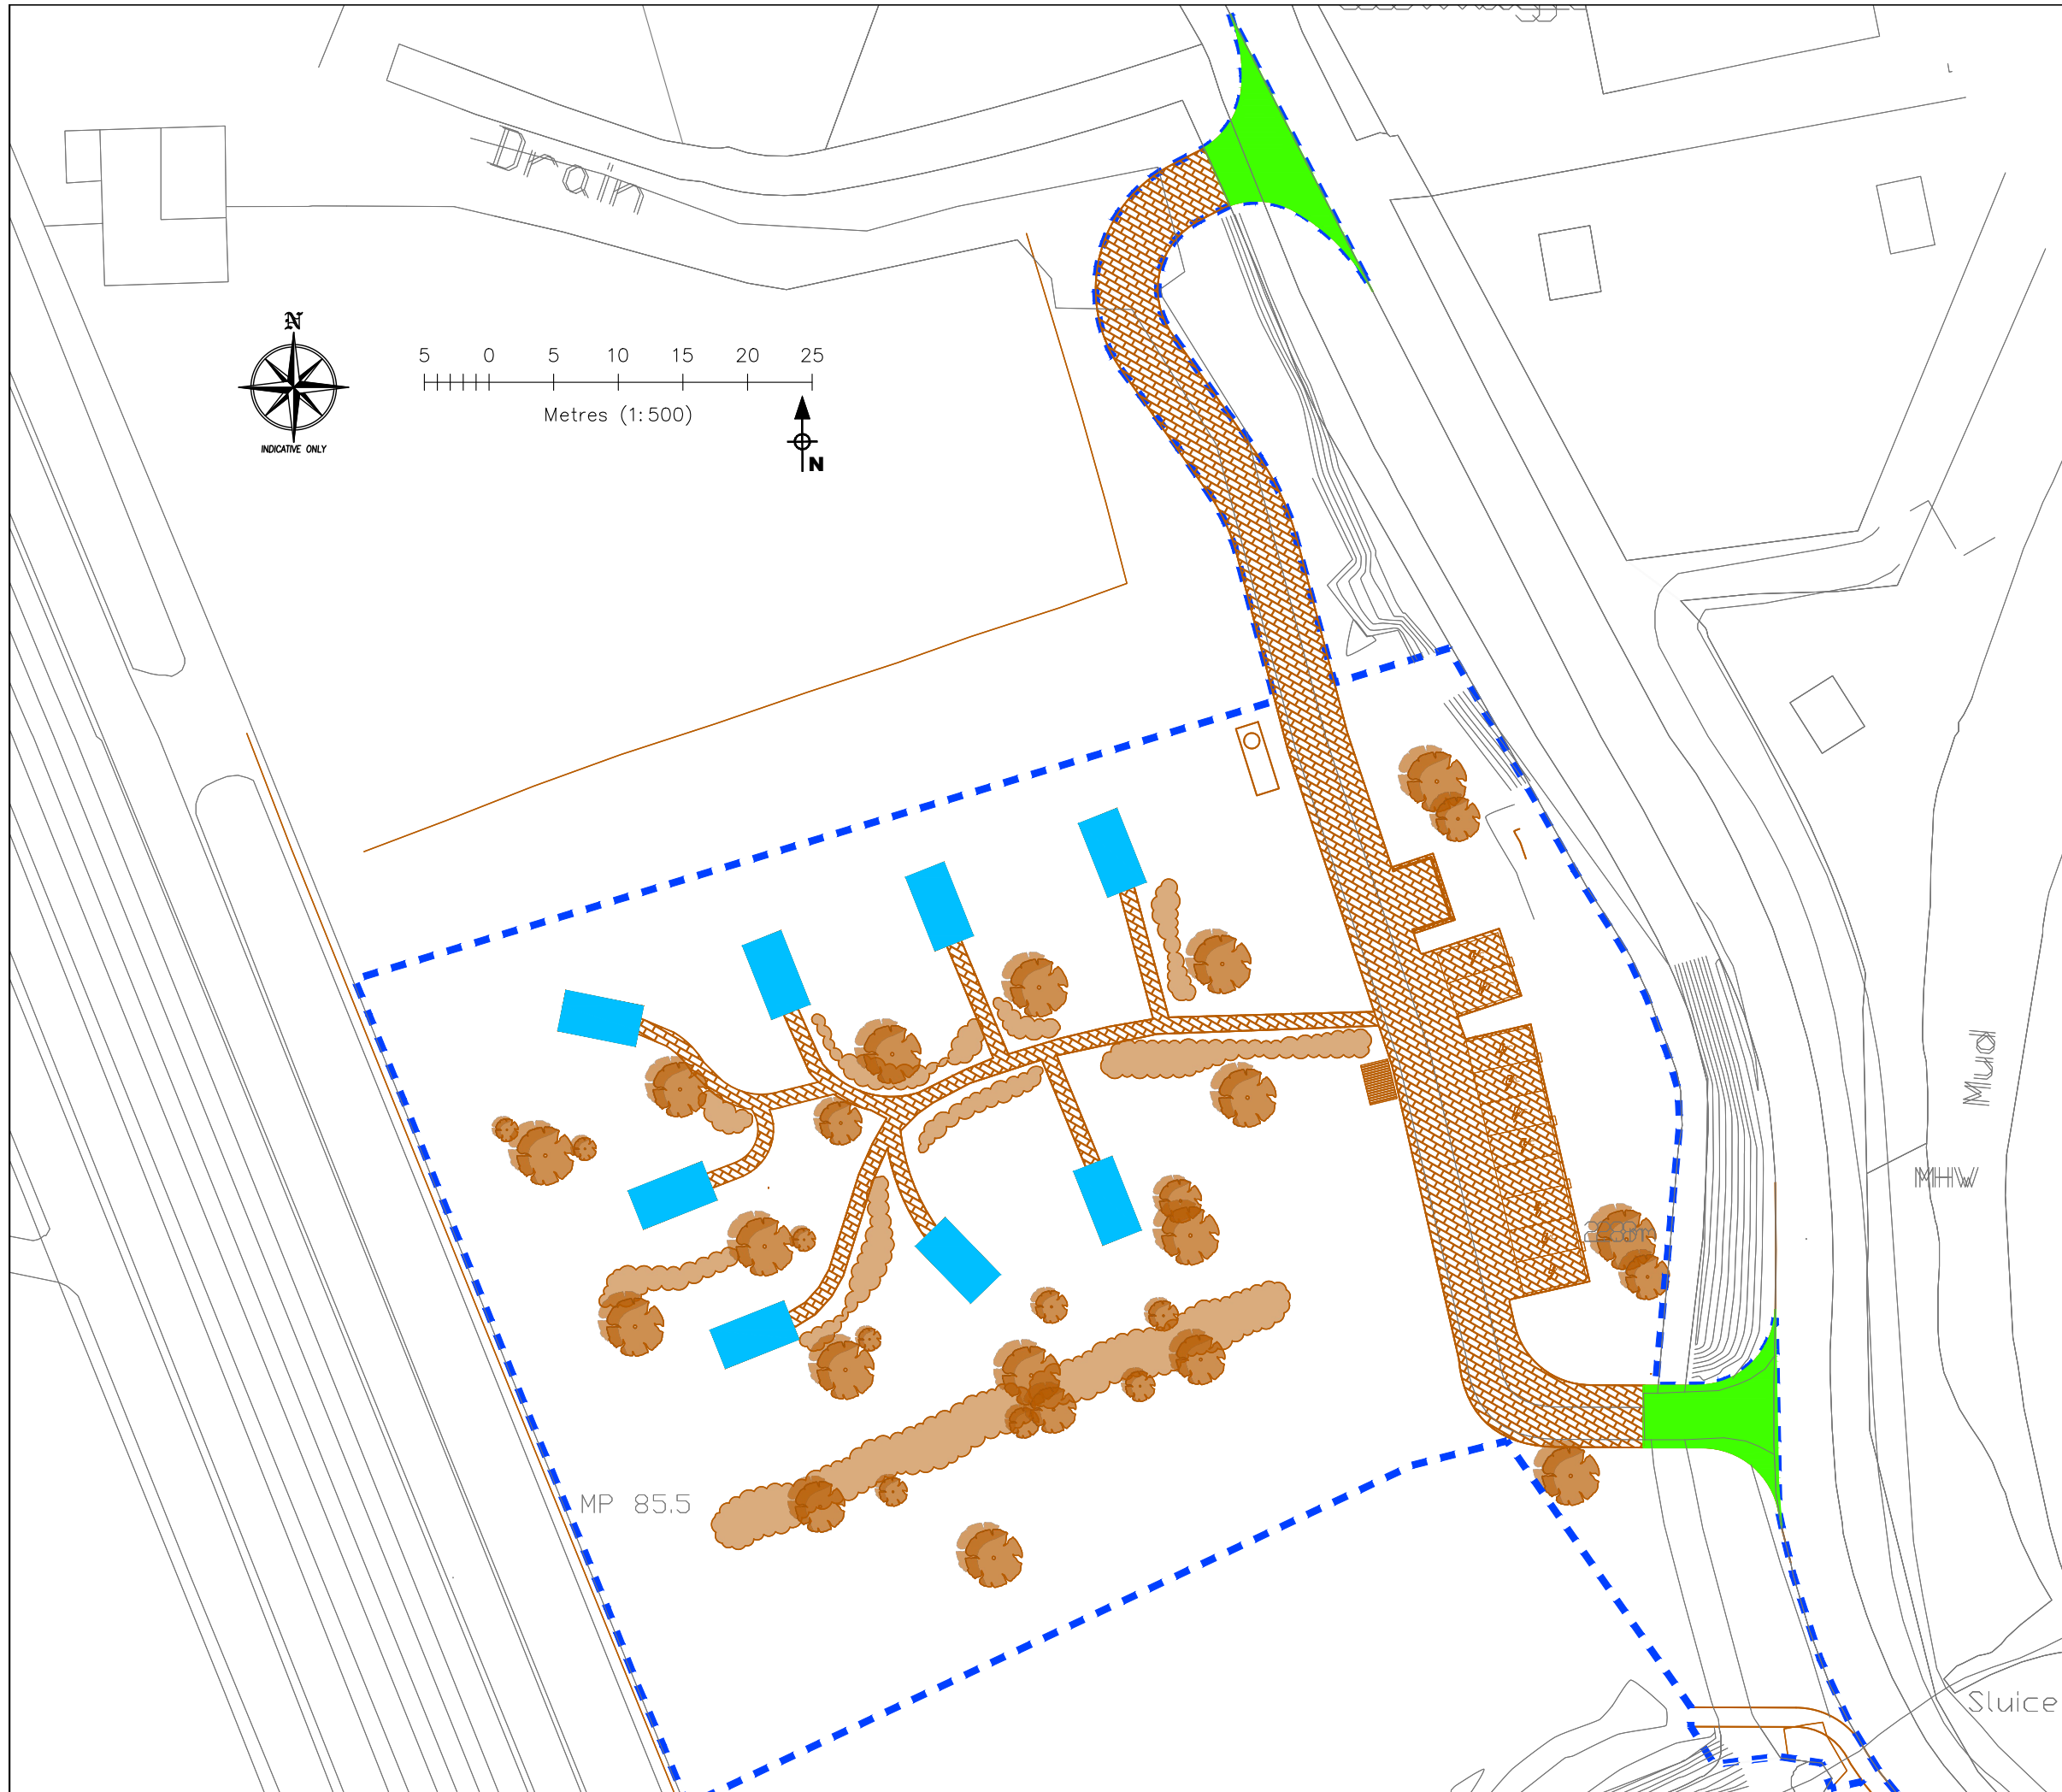 Drain
N
5 0 5 10 15 20 25
Metres (1:500)
INDICATIVE ONLY
N
Mud
MHW
MP 85.5
Sluice